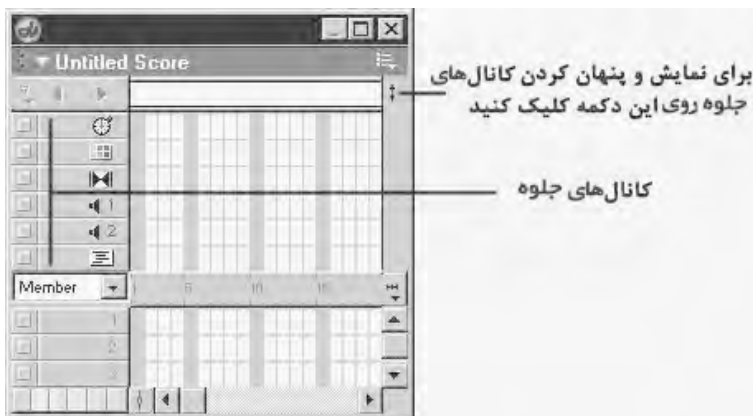 Untitled Score
برای نمایش و پنهان کردن کانال‌های
جلوه روی این دکمه کلیک کنید
کانال‌های جلوه
1
2
Member
5
10
15
1
2
3